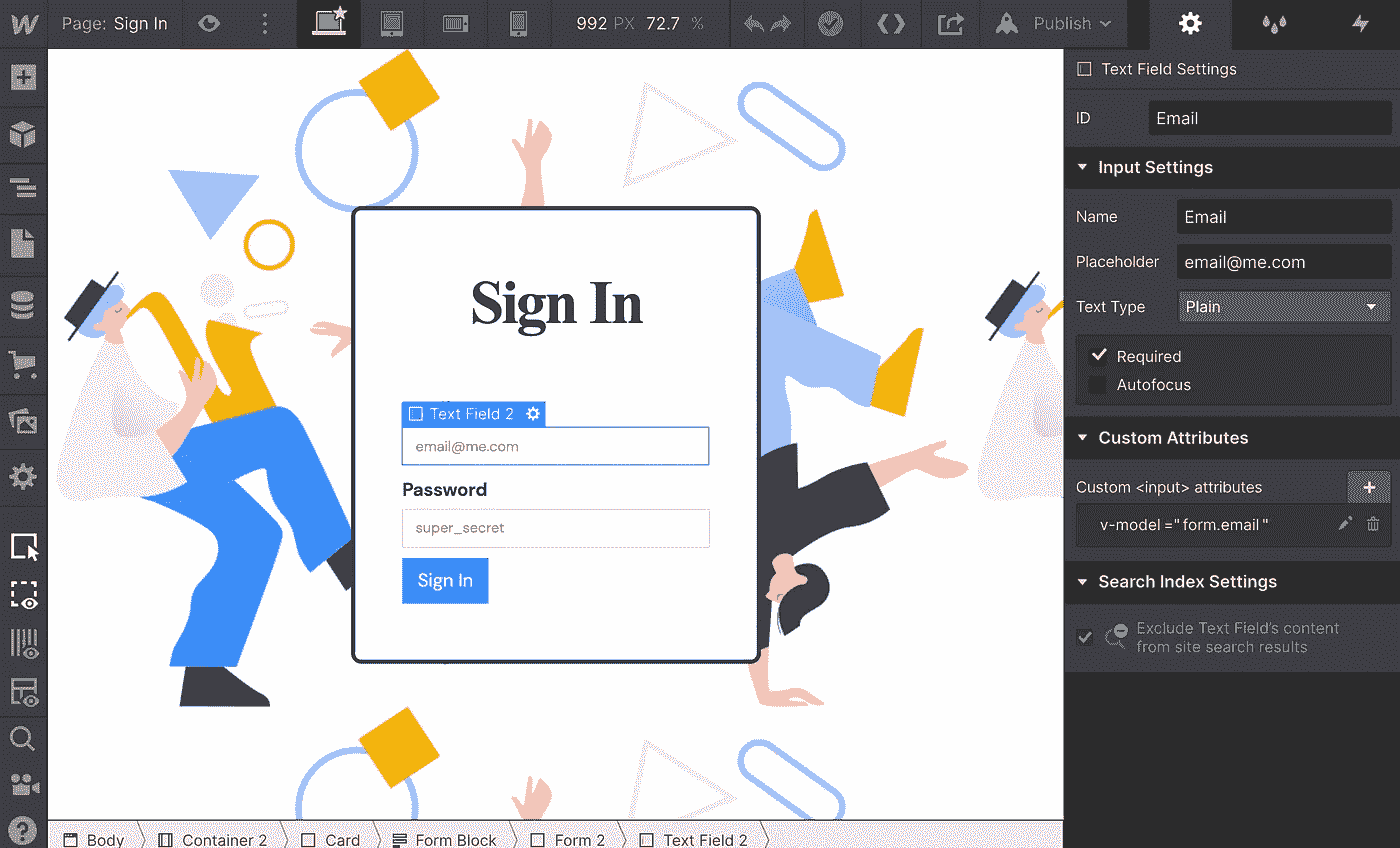 Page: Sign In
992 PX 72.7 %
Publish
Text Field Settings
ID
Email
Input Settings
Name
Email
Placeholder
email@me.com
Text Type
Plain
Required
Autofocus
Custom Attributes
Custom <input> attributes
v-model ="form.email"
Search Index Settings
Exclude Text Field's content
from site search results
Sign In
Text Field 2
email@me.com
Password
super_secret
Sign In
Body
Container 2
Card
Form Block
Form 2
Text Field 2